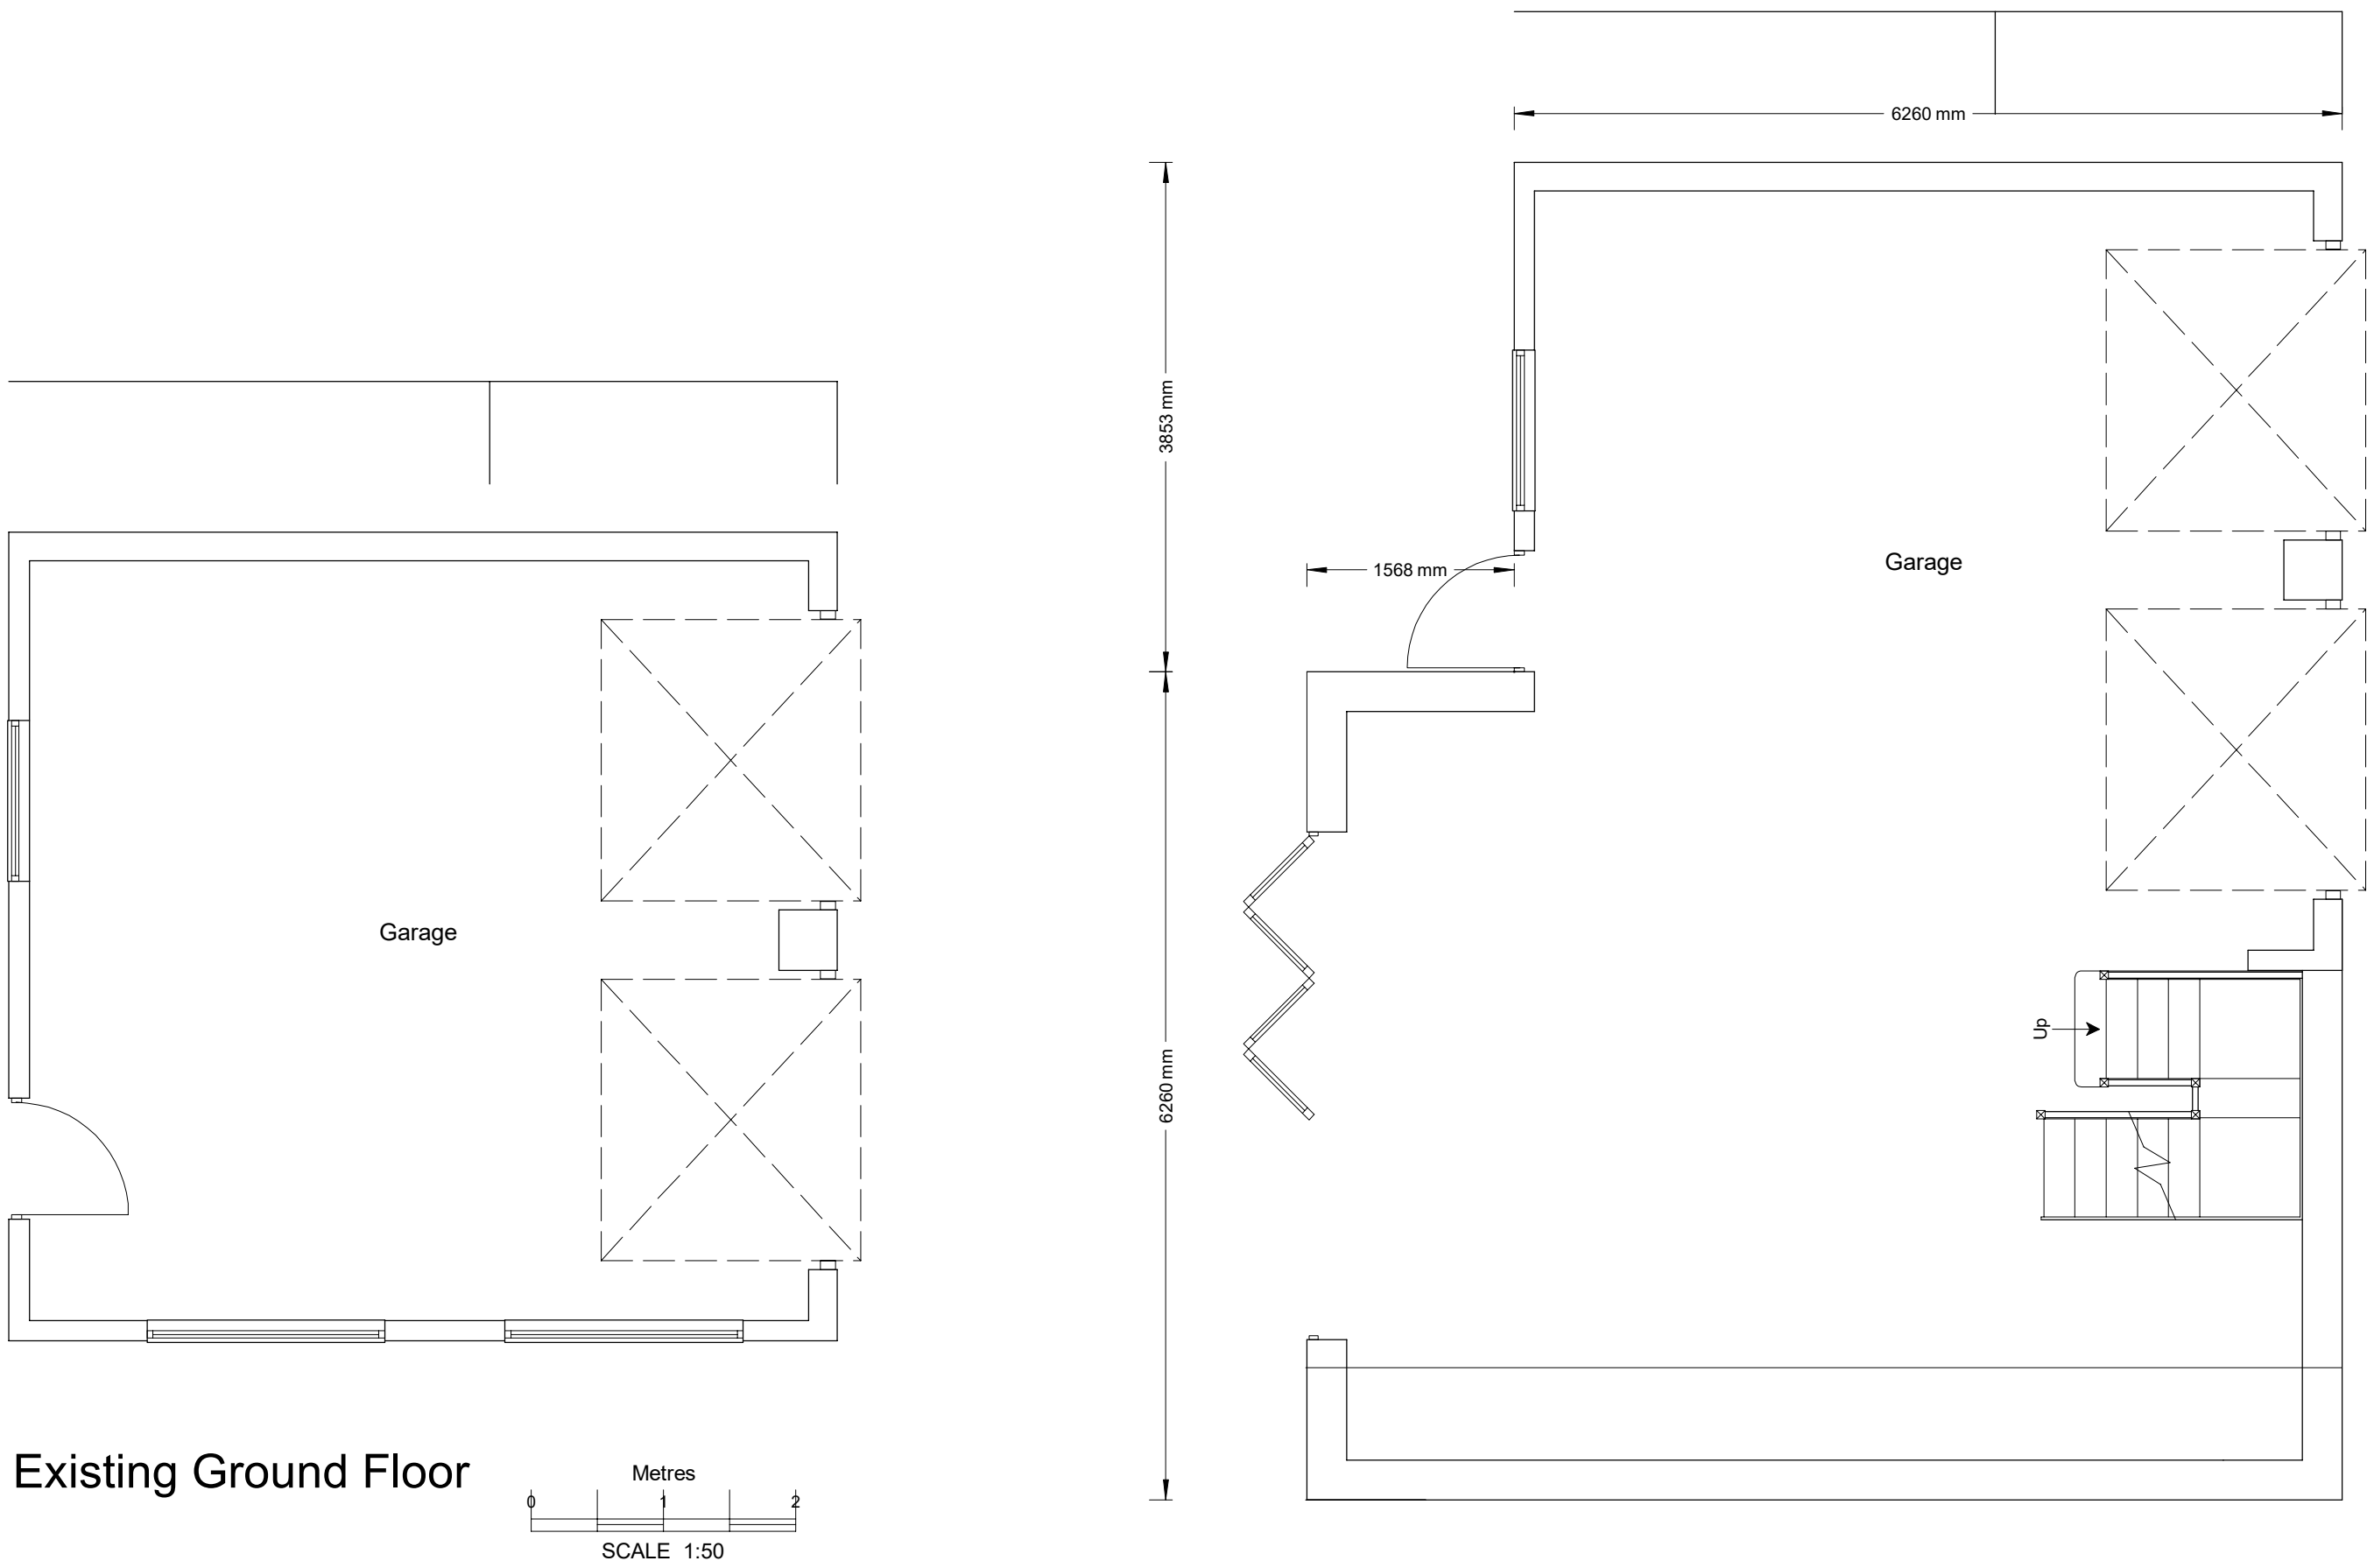 6260 mm
3853 mm
1568 mm
Garage
Garage
Up
6260 mm
Existing Ground Floor
Metres
0 1 2
SCALE 1:50